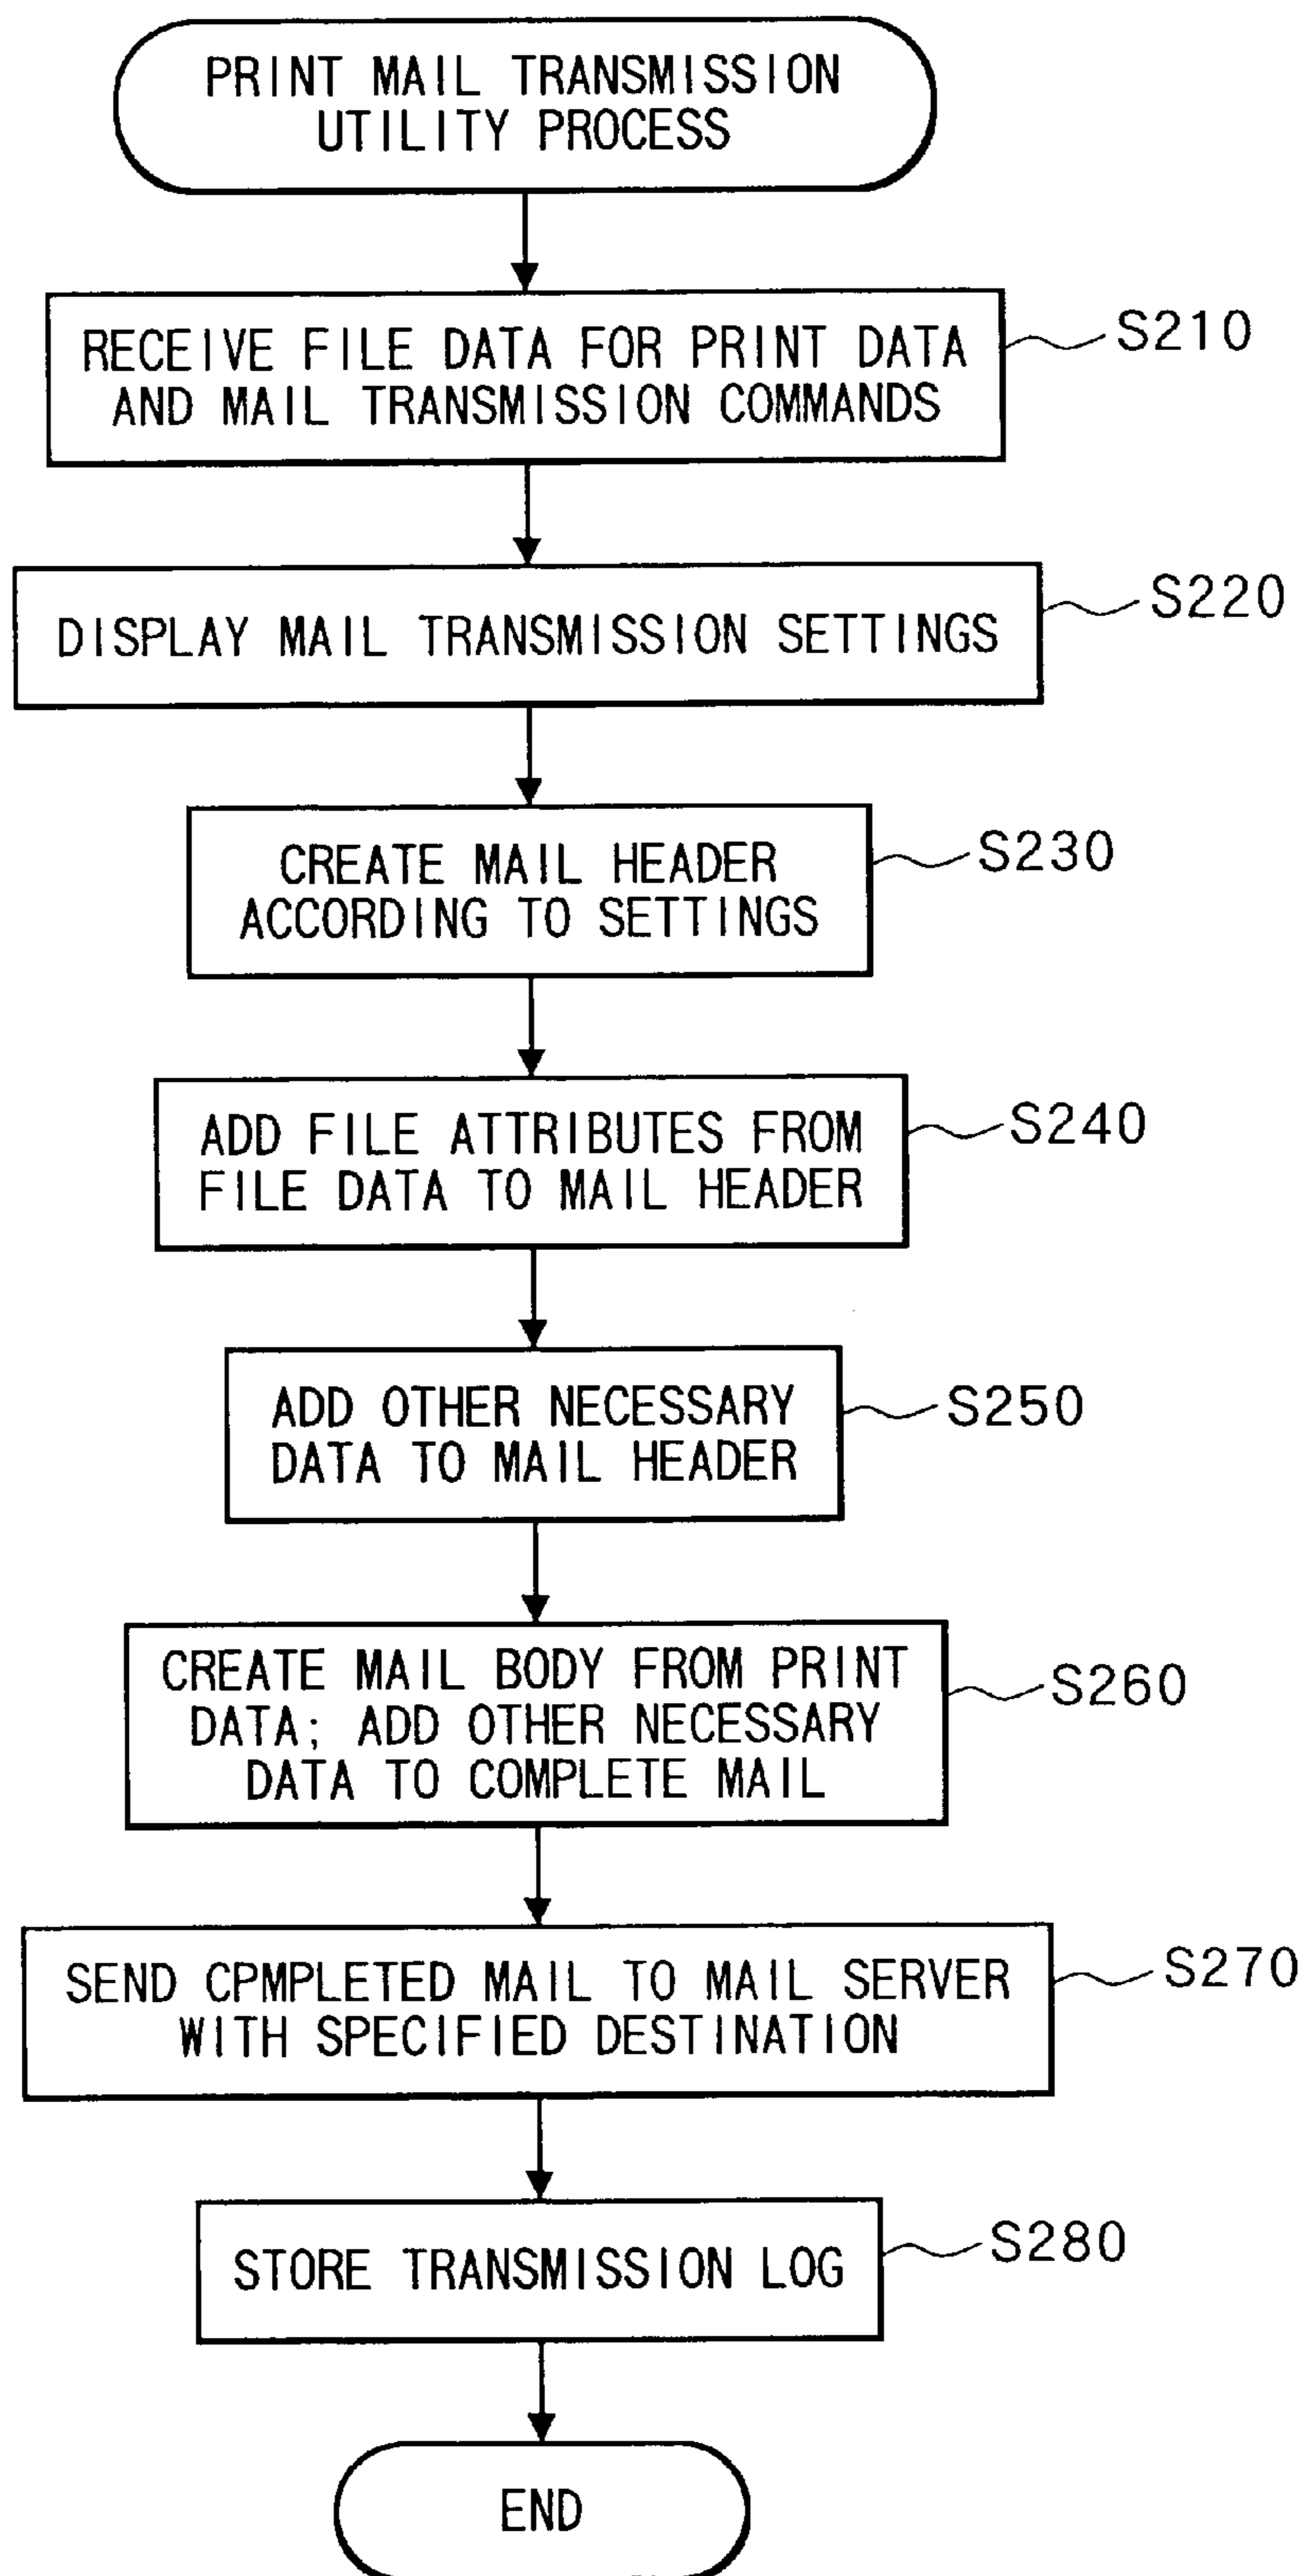 PRINT MAIL TRANSMISSION
UTILITY PROCESS
RECEIVE FILE DATA FOR PRINT DATA
AND MAIL TRANSMISSION COMMANDS
S210
DISPLAY MAIL TRANSMISSION SETTINGS
S220
CREATE MAIL HEADER
ACCORDING TO SETTINGS
S230
ADD FILE ATTRIBUTES FROM
FILE DATA TO MAIL HEADER
S240
ADD OTHER NECESSARY
DATA TO MAIL HEADER
S250
CREATE MAIL BODY FROM PRINT
DATA; ADD OTHER NECESSARY
DATA TO COMPLETE MAIL
S260
SEND CPMPLETED MAIL TO MAIL SERVER
WITH SPECIFIED DESTINATION
S270
STORE TRANSMISSION LOG
S280
END